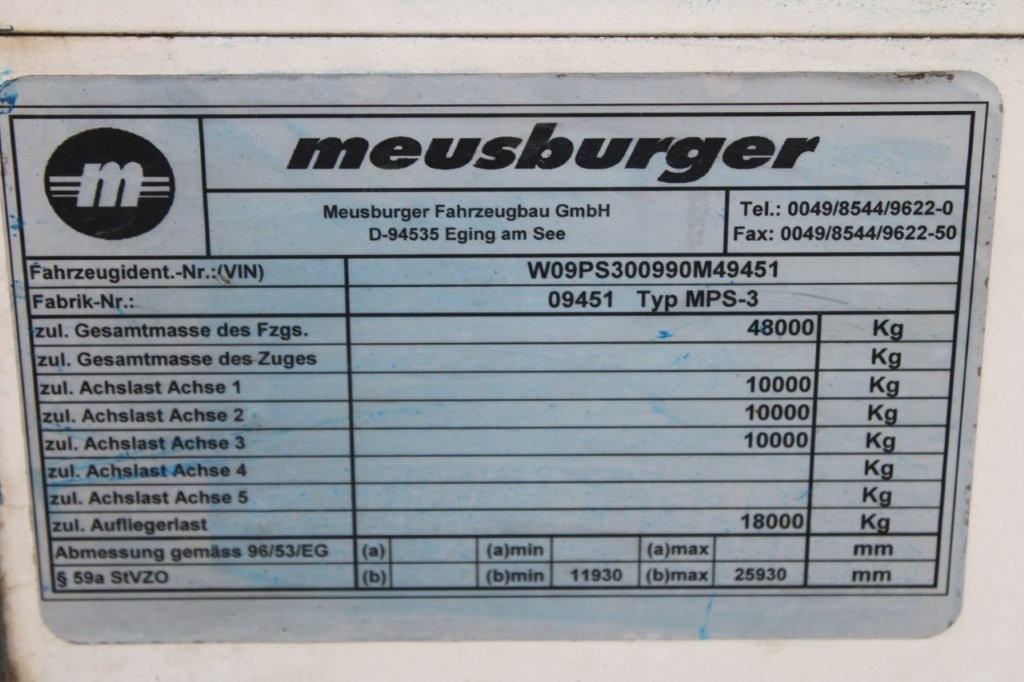 m
meusburger
Meusburger Fahrzeugbau GmbH
D-94535 Eging am See
Tel.: 0049/8544/9622-0
Fax: 0049/8544/9622-50
Fahrzeugident.-Nr.:(VIN) W09PS300990M49451
Fabrik-Nr.: 09451 Typ MPS-3
zul. Gesamtmasse des Fzgs. 48000 Kg
zul. Gesamtmasse des Zuges Kg
zul. Achslast Achse 1 10000 Kg
zul. Achslast Achse 2 10000 Kg
zul. Achslast Achse 3 10000 Kg
zul. Achslast Achse 4 Kg
zul. Achslast Achse 5 Kg
zul. Aufliegerlast 18000 Kg
Abmessung gemäss 96/53/EG (a) (a)min (a)max mm
§ 59a StVZO (b) (b)min 11930 (b)max 25930 mm